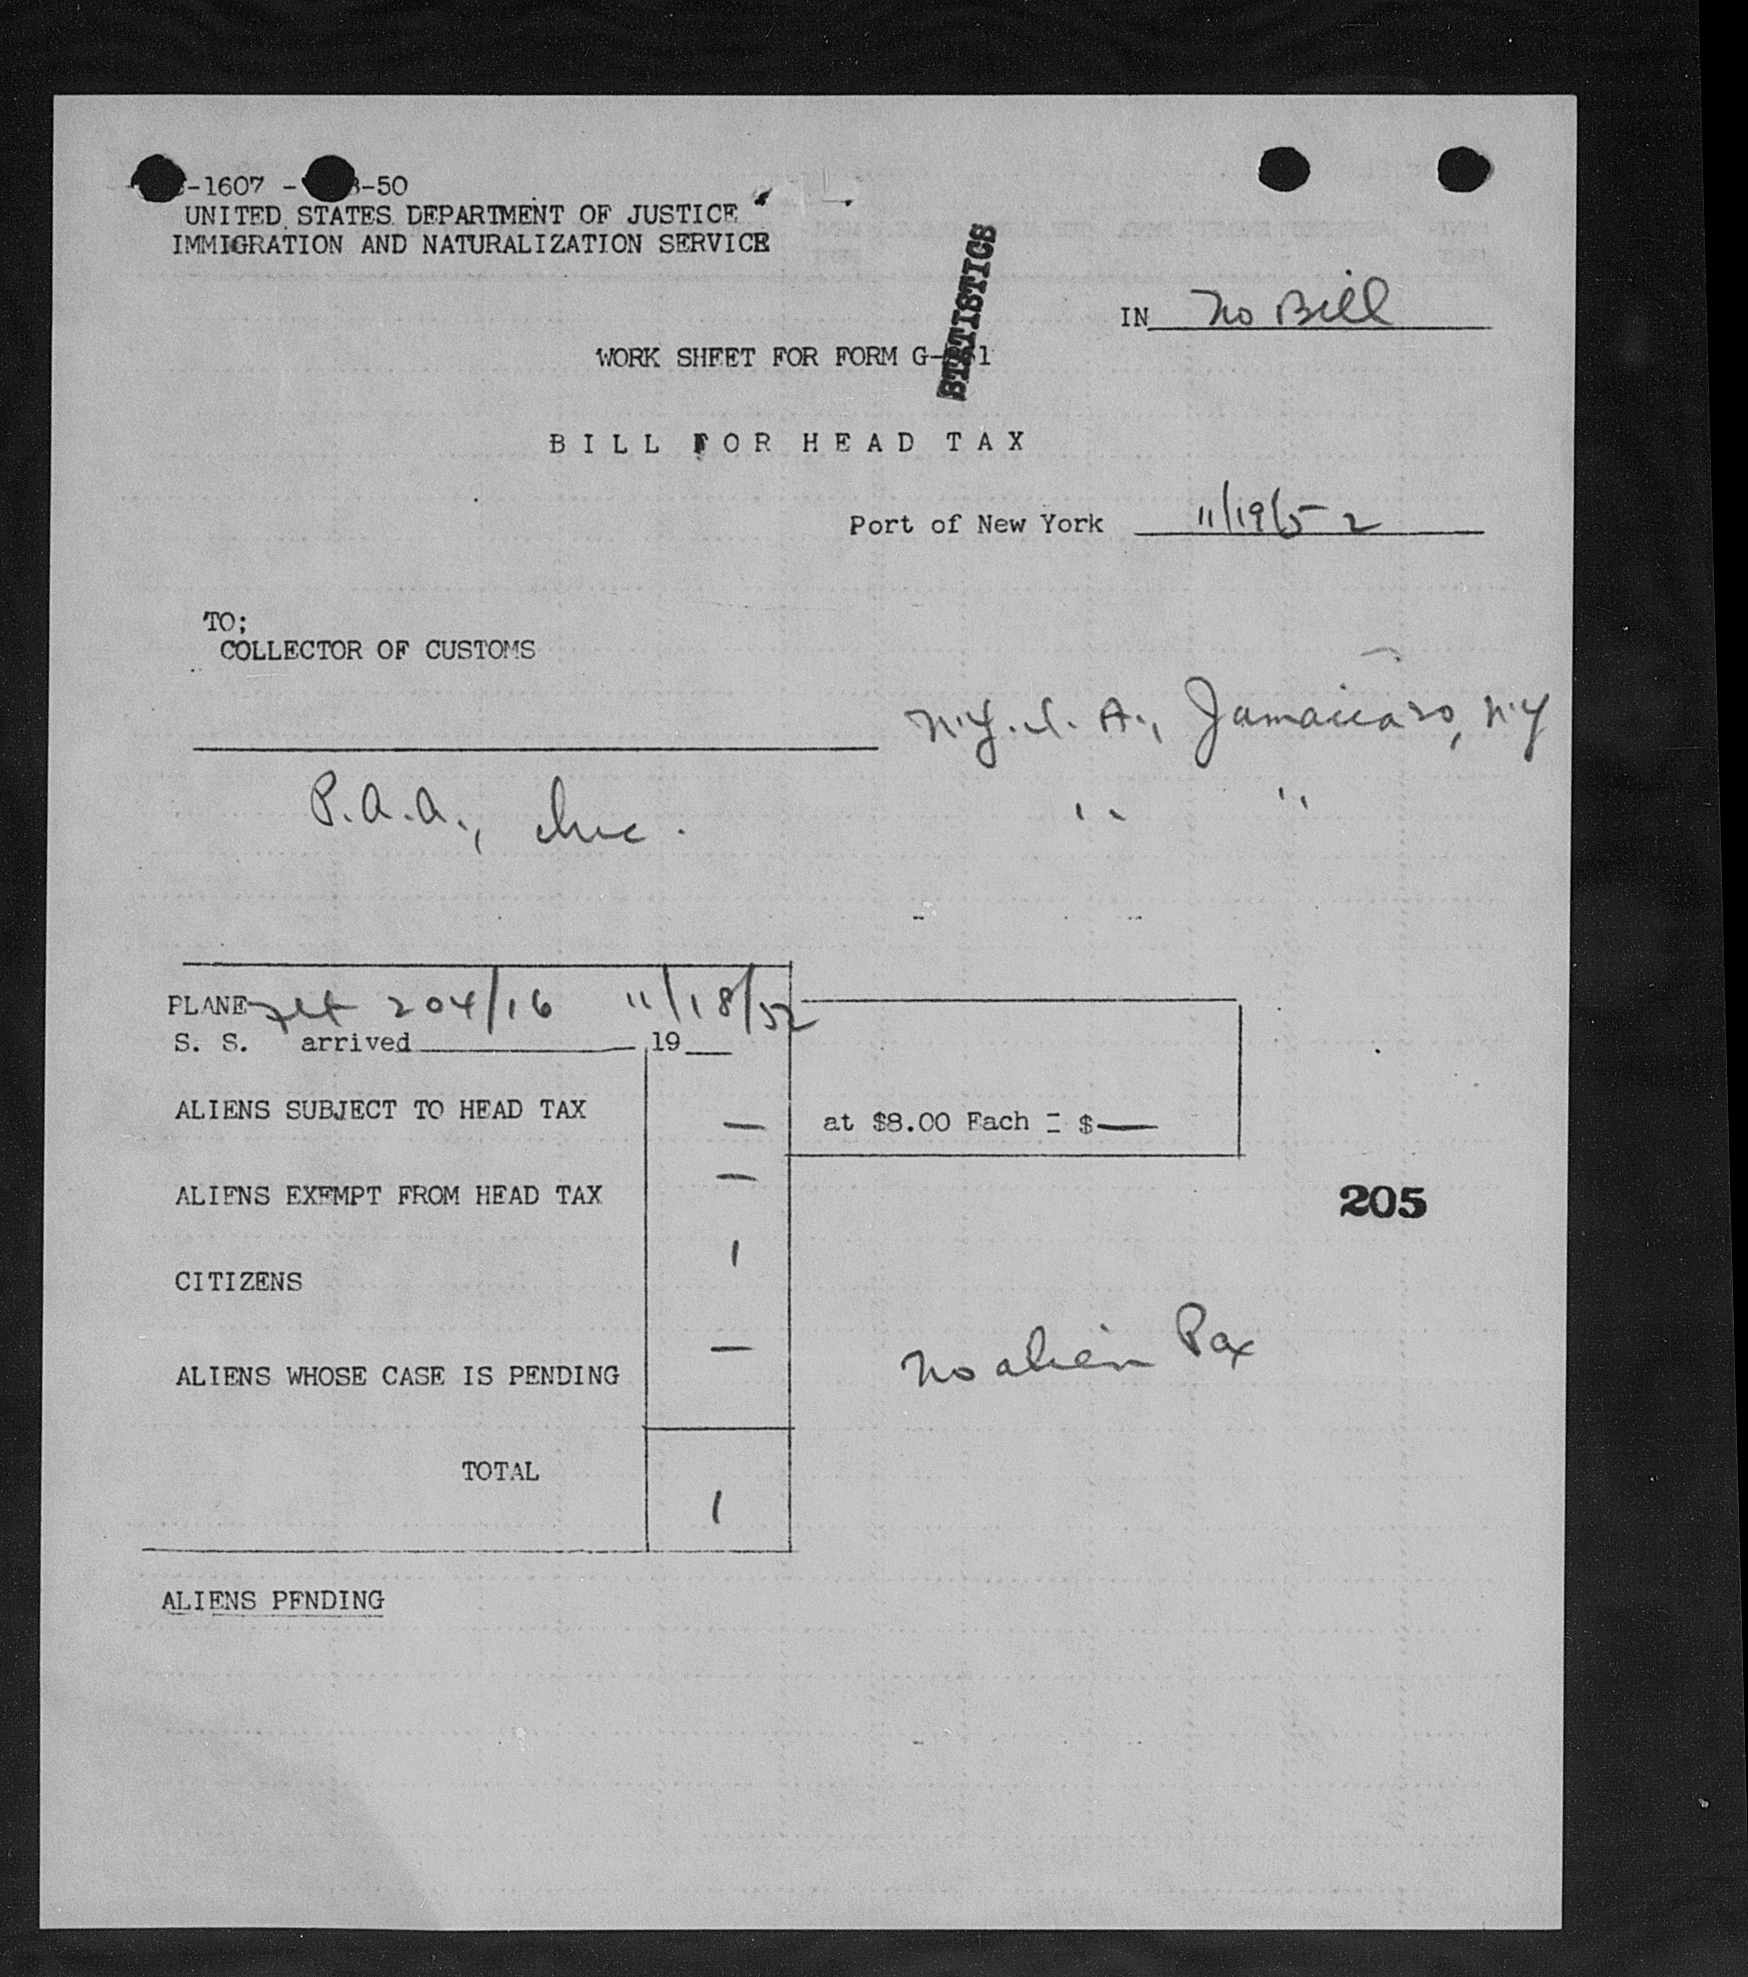 -1607 - -50
UNITED STATES DEPARTMENT OF JUSTICE
IMMIGRATION AND NATURALIZATION SERVICE
STATISTICS
IN No Bill
WORK SHEET FOR FORM G- 1
BILL FOR HEAD TAX
Port of New York 11/19/52
TO;
COLLECTOR OF CUSTOMS
N.Y.I.A., Jamaica 30, N.Y
P.A.A., Inc. " "
PLANE Flt 204/16 11/18/52
S. S. arrived , 19
ALIENS SUBJECT TO HEAD TAX —
at $8.00 Each = $ —
ALIENS EXEMPT FROM HEAD TAX —
205
CITIZENS 1
ALIENS WHOSE CASE IS PENDING —
No alien Pax
TOTAL 1
ALIENS PENDING